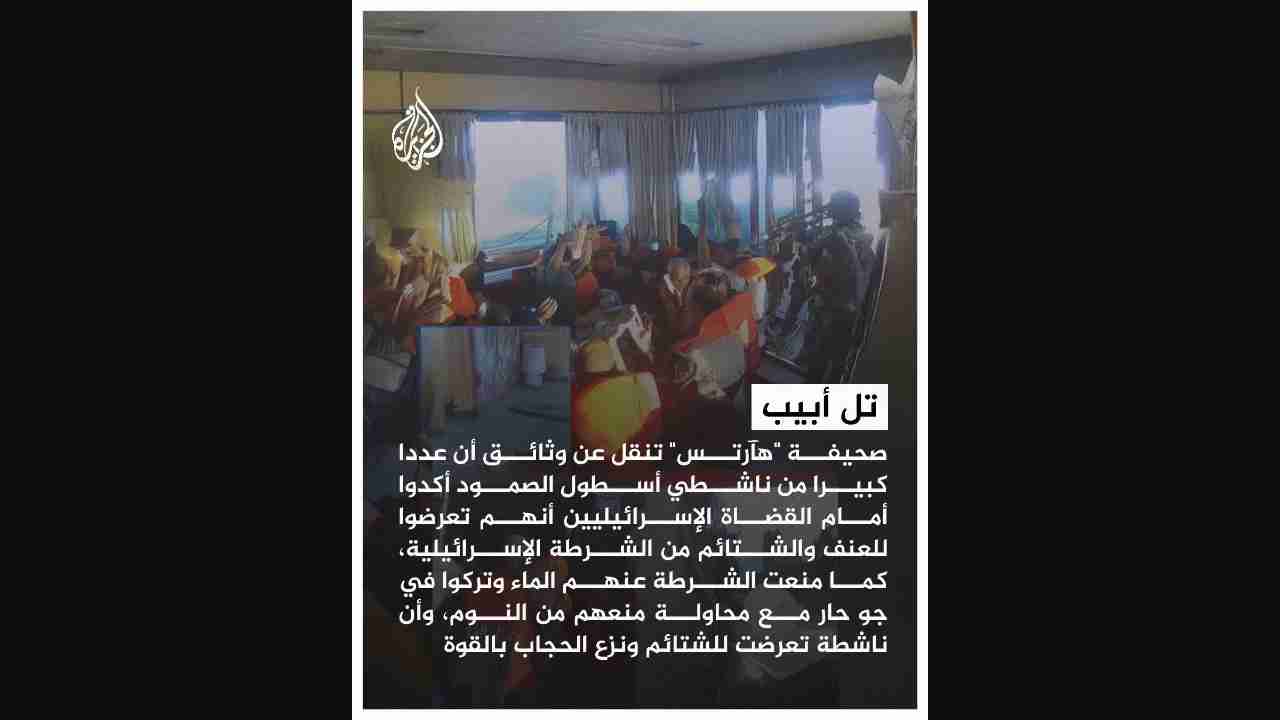 الجزيرة
تل أبيب
صحيفة "هآرتس" تنقل عن وثائق أن عددا
كبيرا من ناشطي أسطول الصمود أكدوا
أمام القضاة الإسرائيليين أنهم تعرضوا
للعنف والشتائم من الشرطة الإسرائيلية،
كما منعت الشرطة عنهم الماء وتركوا في
جو حار مع محاولة منعهم من النوم، وأن
ناشطة تعرضت للشتائم ونزع الحجاب بالقوة